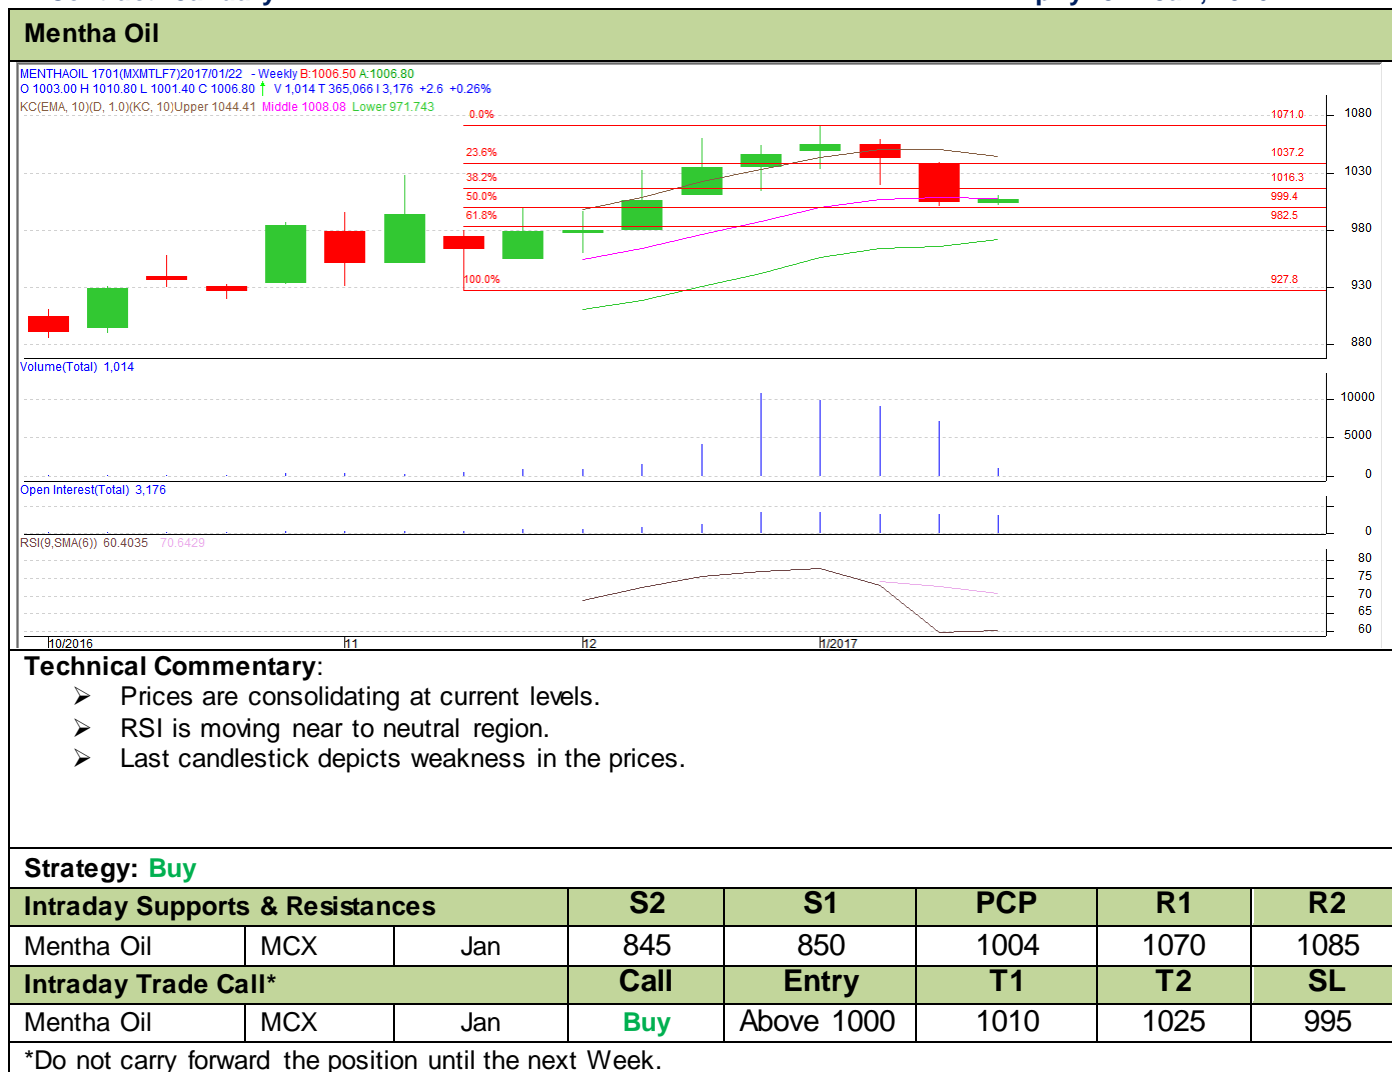 Mentha Oil
MENTHAOIL 1701(MXMTLF7)2017/01/22 - Weekly B:1006.50 A:1006.80
O 1003.00 H 1010.80 L 1001.40 C 1006.80 ↑ V 1,014 T 365,066 I 3,176 +2.6 +0.26%
KC(EMA, 10)(D, 1.0)(KC, 10)Upper 1044.41 Middle 1008.08 Lower 971.743
0.0% 1071.0 1080
23.6% 1037.2
1030
38.2% 1016.3
50.0% 999.4
61.8% 982.5
980
100.0% 927.8 930
880
Volume(Total) 1,014
10000
5000
0
Open Interest(Total) 3,176
0
RSI(9,SMA(6)) 60.4035 70.6429
80
75
70
65
60
10/2016 11 12 1/2017
Technical Commentary:
➢ Prices are consolidating at current levels.
➢ RSI is moving near to neutral region.
➢ Last candlestick depicts weakness in the prices.
Strategy: Buy
Intraday Supports & Resistances S2 S1 PCP R1 R2
Mentha Oil MCX Jan 845 850 1004 1070 1085
Intraday Trade Call* Call Entry T1 T2 SL
Mentha Oil MCX Jan Buy Above 1000 1010 1025 995
*Do not carry forward the position until the next Week.